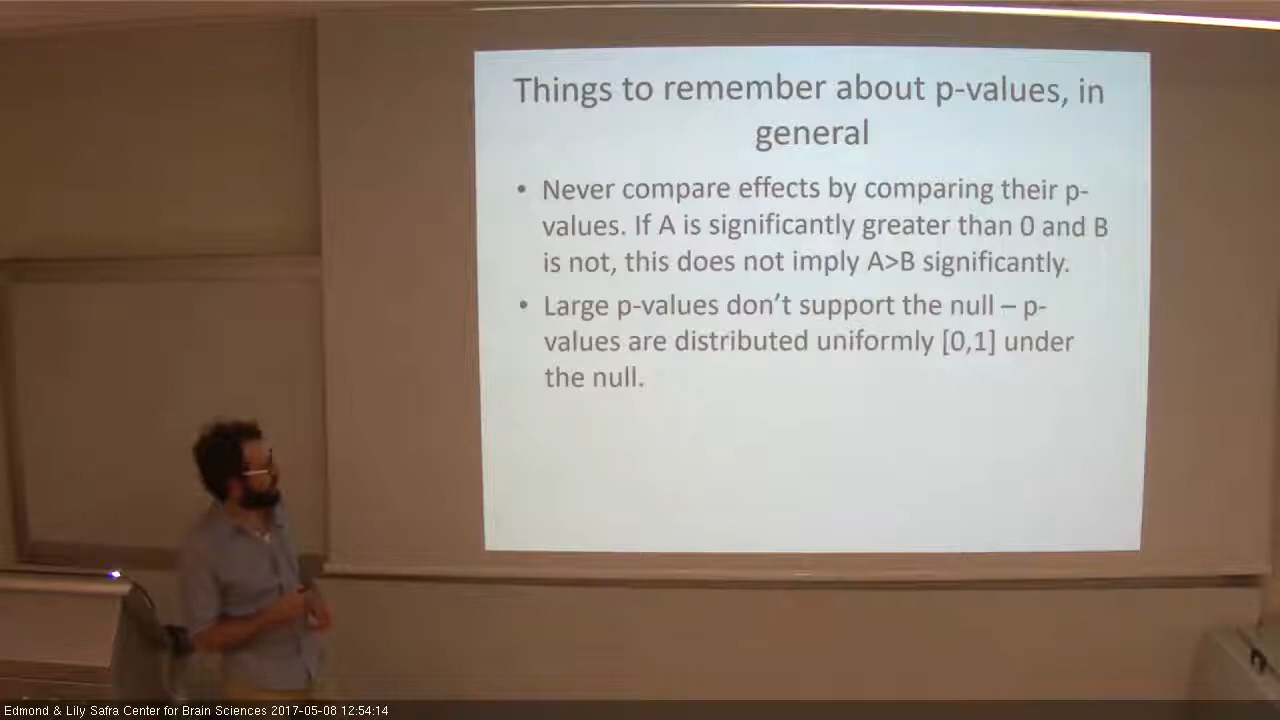 Things to remember about p-values, in
general
• Never compare effects by comparing their p-
values. If A is significantly greater than 0 and B
is not, this does not imply A>B significantly.
• Large p-values don’t support the null – p-
values are distributed uniformly [0,1] under
the null.
Edmond & Lily Safra Center for Brain Sciences 2017-05-08 12:54:14